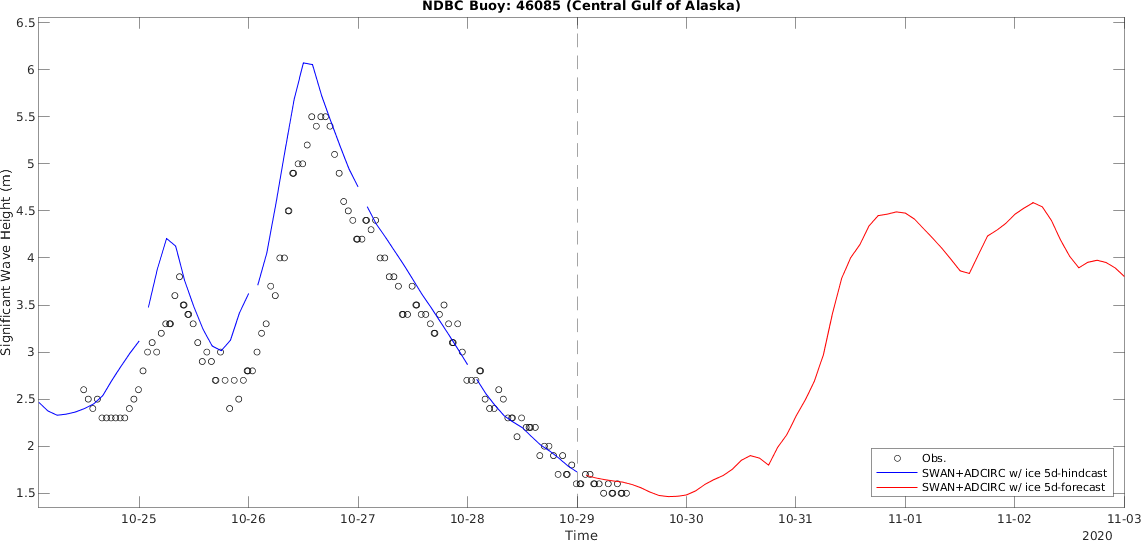 NDBC Buoy: 46085 (Central Gulf of Alaska)
Significant Wave Height (m)
6.5
6
5.5
5
4.5
4
3.5
3
2.5
2
1.5
Obs.
SWAN+ADCIRC w/ ice 5d-hindcast
SWAN+ADCIRC w/ ice 5d-forecast
10-25 10-26 10-27 10-28 10-29 10-30 10-31 11-01 11-02 11-03
Time
2020